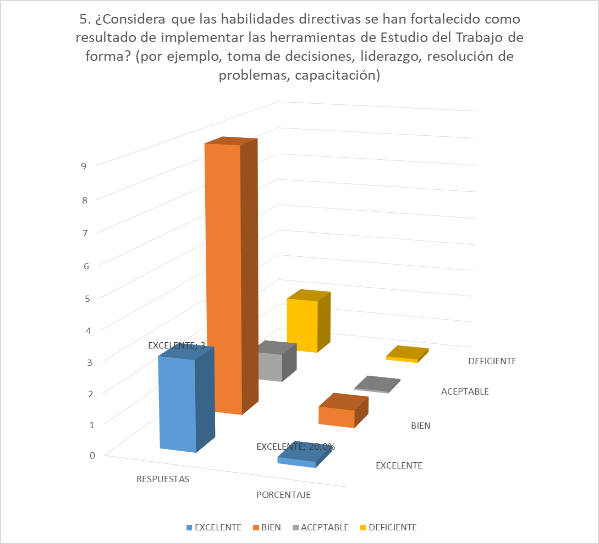 5. ¿Considera que las habilidades directivas se han fortalecido como
resultado de implementar las herramientas de Estudio del Trabajo de
forma? (por ejemplo, toma de decisiones, liderazgo, resolución de
problemas, capacitación)
9
8
7
6
5
4
3
2
1
0
EXCELENTE; 3
EXCELENTE; 20,0%
DEFICIENTE
ACEPTABLE
BIEN
EXCELENTE
RESPUESTAS
PORCENTAJE
EXCELENTE BIEN ACEPTABLE DEFICIENTE